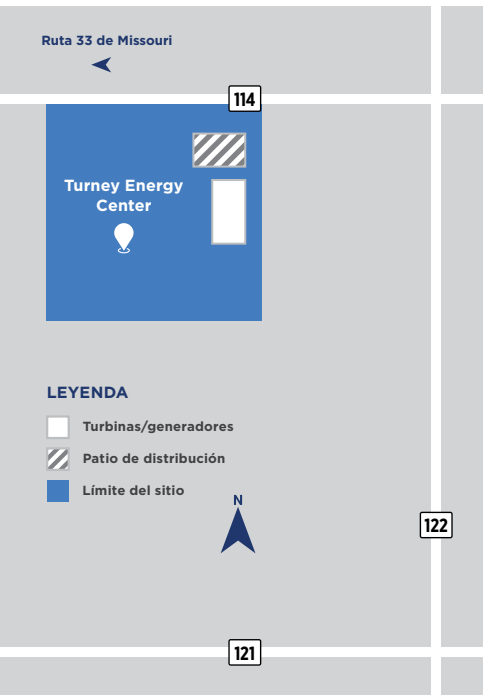 Ruta 33 de Missouri
114
Turney Energy
Center
LEYENDA
Turbinas/generadores
Patio de distribución
Límite del sitio
N
122
121